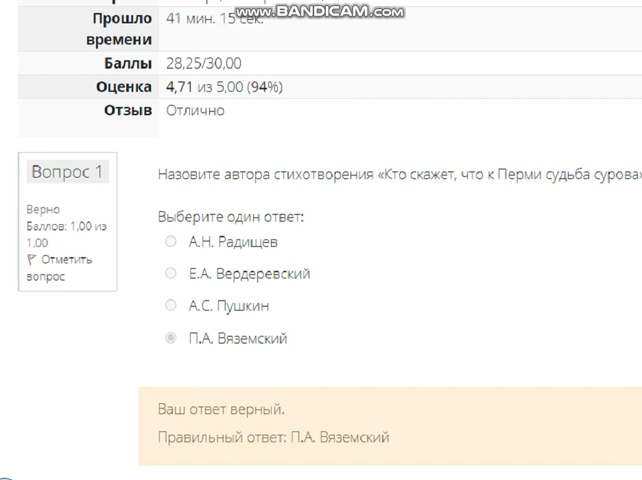 www.BANDICAM.com
Прошло 41 мин. 15 сек.
времени
Баллы 28,25/30,00
Оценка 4,71 из 5,00 (94%)
Отзыв Отлично
Вопрос 1
Верно
Баллов: 1,00 из
1,00
Отметить
вопрос
Назовите автора стихотворения «Кто скажет, что к Перми судьба сурова»
Выберите один ответ:
А.Н. Радищев
Е.А. Вердеревский
А.С. Пушкин
П.А. Вяземский
Ваш ответ верный.
Правильный ответ: П.А. Вяземский